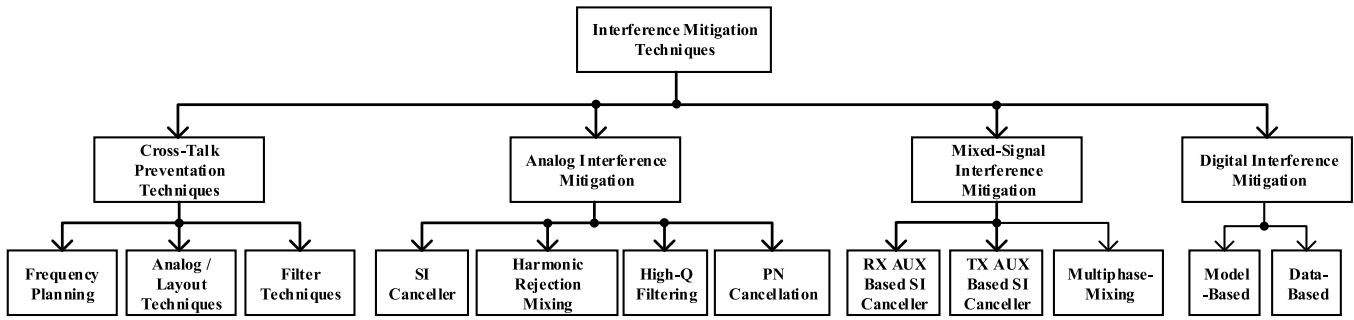 Interference Mitigation
Techniques
Cross-Talk
Preventation
Techniques
Analog Interference
Mitigation
Mixed-Signal
Interference
Mitigation
Digital Interference
Mitigation
Frequency
Planning
Analog /
Layout
Techniques
Filter
Techniques
SI
Canceller
Harmonic
Rejection
Mixing
High-Q
Filtering
PN
Cancellation
RX AUX
Based SI
Canceller
TX AUX
Based SI
Canceller
Multiphase-
Mixing
Model
-Based
Data-
Based